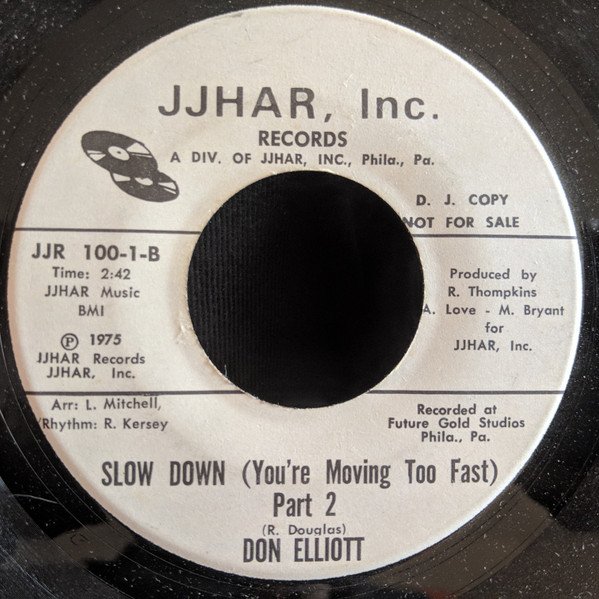 JJHAR, Inc.
RECORDS
A DIV. OF JJHAR, INC., Phila., Pa.
D. J. COPY
NOT FOR SALE
JJR 100-1-B
Time: 2:42
JJHAR Music
BMI
Ⓟ 1975
JJHAR Records
JJHAR, Inc.
Produced by
R. Thompkins
A. Love - M. Bryant
for
JJHAR, Inc.
Arr: L. Mitchell,
Rhythm: R. Kersey
Recorded at
Future Gold Studios
Phila., Pa.
SLOW DOWN (You're Moving Too Fast)
Part 2
(R. Douglas)
DON ELLIOTT